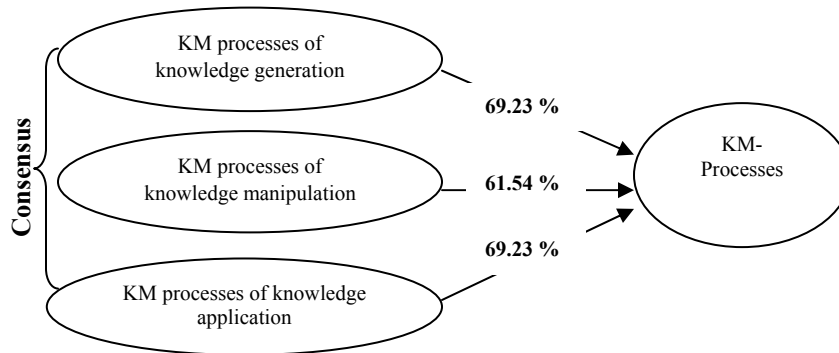 Consensus
KM processes of
knowledge generation
69.23 %
KM processes of
knowledge manipulation
61.54 %
KM processes of knowledge
application
69.23 %
KM-
Processes